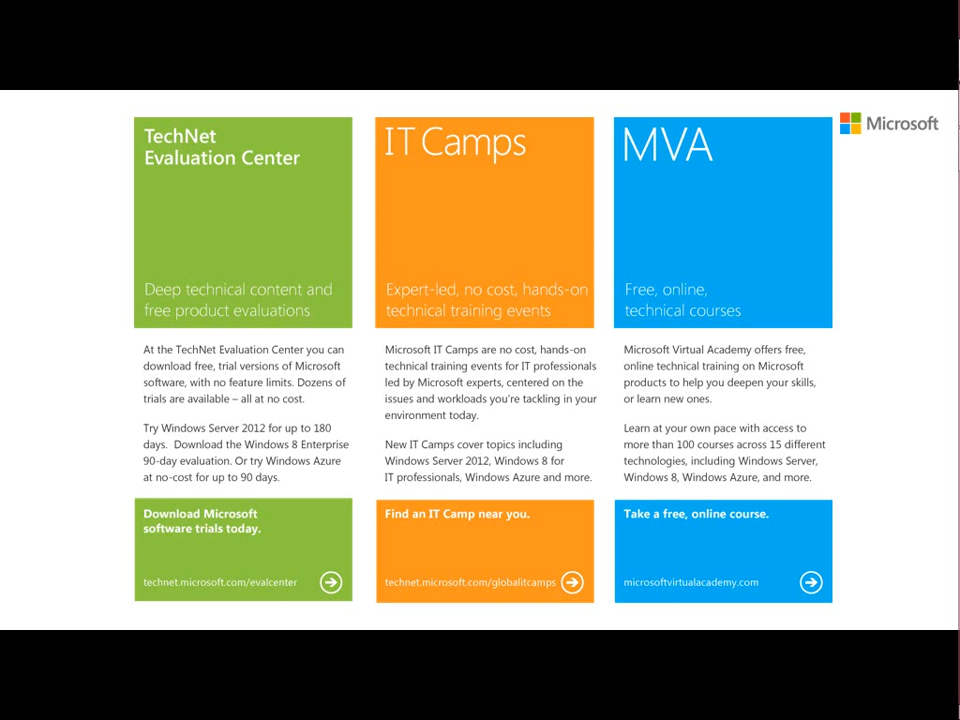 TechNet
Evaluation Center
Deep technical content and
free product evaluations
At the TechNet Evaluation Center you can
download free, trial versions of Microsoft
software, with no feature limits. Dozens of
trials are available – all at no cost.
Try Windows Server 2012 for up to 180
days.  Download the Windows 8 Enterprise
90-day evaluation. Or try Windows Azure
at no-cost for up to 90 days.
Download Microsoft
software trials today.
technet.microsoft.com/evalcenter
IT Camps
Expert-led, no cost, hands-on
technical training events
Microsoft IT Camps are no cost, hands-on
technical training events for IT professionals
led by Microsoft experts, centered on the
issues and workloads you're tackling in your
environment today.
New IT Camps cover topics including
Windows Server 2012, Windows 8 for
IT professionals, Windows Azure and more.
Find an IT Camp near you.
technet.microsoft.com/globalitcamps
MVA
Free, online,
technical courses
Microsoft Virtual Academy offers free,
online technical training on Microsoft
products to help you deepen your skills,
or learn new ones.
Learn at your own pace with access to
more than 100 courses across 15 different
technologies, including Windows Server,
Windows 8, Windows Azure, and more.
Take a free, online course.
microsoftvirtualacademy.com
Microsoft